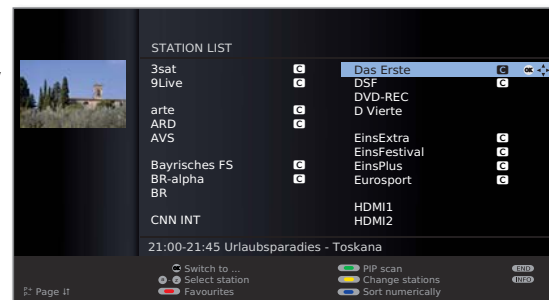 STATION LIST
3sat C
9Live C
arte C
ARD C
AVS
Bayrisches FS C
BR-alpha C
BR
CNN INT
Das Erste C OK
DSF C
DVD-REC
D Vierte
EinsExtra C
EinsFestival C
EinsPlus C
Eurosport C
HDMI1
HDMI2
21:00-21:45 Urlaubsparadies - Toskana
OK Switch to ...
Select station
Favourites
PIP scan
Change stations
Sort numerically
END
INFO
Page